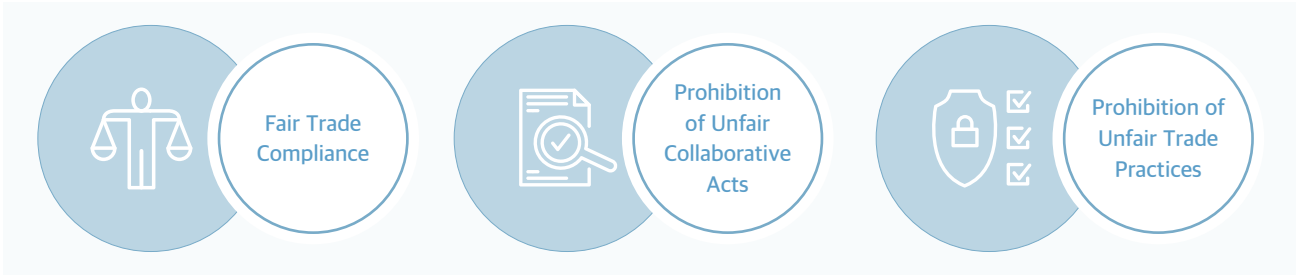 Fair Trade
Compliance
Prohibition
of Unfair
Collaborative
Acts
Prohibition of
Unfair Trade
Practices